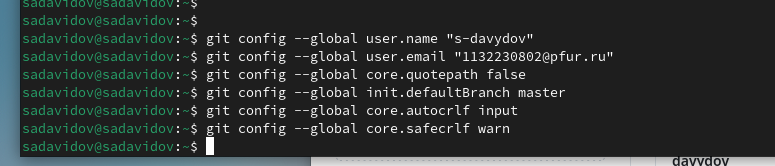 sadavidov@sadavidov:~$
sadavidov@sadavidov:~$
sadavidov@sadavidov:~$ git config --global user.name "s-davydov"
sadavidov@sadavidov:~$ git config --global user.email "1132230802@pfur.ru"
sadavidov@sadavidov:~$ git config --global core.quotepath false
sadavidov@sadavidov:~$ git config --global init.defaultBranch master
sadavidov@sadavidov:~$ git config --global core.autocrlf input
sadavidov@sadavidov:~$ git config --global core.safecrlf warn
sadavidov@sadavidov:~$
davydov